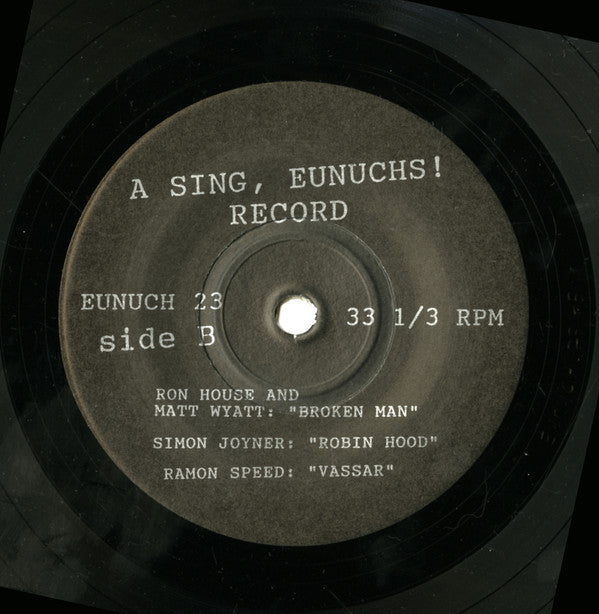 A SING, EUNUCHS!
RECORD
EUNUCH 23
side B
33 1/3 RPM
RON HOUSE AND
MATT WYATT: "BROKEN MAN"
SIMON JOYNER: "ROBIN HOOD"
RAMON SPEED: "VASSAR"